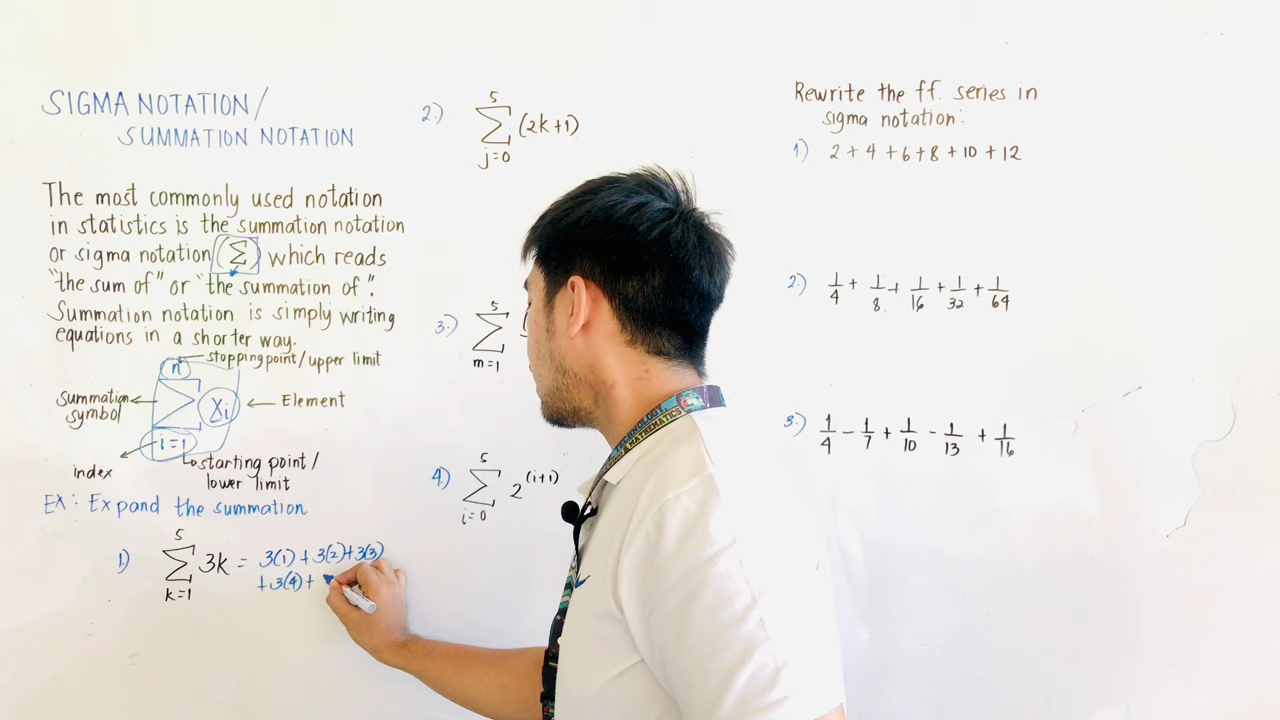 SIGMA NOTATION/
SUMMATION NOTATION
The most commonly used notation
in statistics is the summation notation
or sigma notation (Σ) which reads
"the sum of" or "the summation of".
Summation notation is simply writing
equations in a shorter way.
n
stopping point/upper limit
Summation
symbol
Σ
Xi
Element
i=1
index
starting point /
lower limit
EX: Expand the summation
1.)
5
Σ 3k = 3(1) + 3(2)+3(3)
k=1
+3(4)+
2.)
5
Σ (2k+1)
j=0
3.)
5
Σ (
m=1
4.)
5
Σ 2^(i+1)
i=0
Rewrite the ff. series in
sigma notation:
1.) 2 + 4 + 6 + 8 + 10 + 12
2.) 1/4 + 1/8 + 1/16 + 1/32 + 1/64
3.) 1/4 − 1/7 + 1/10 − 1/13 + 1/16
TECHNOLOGY
MATHEMATICS